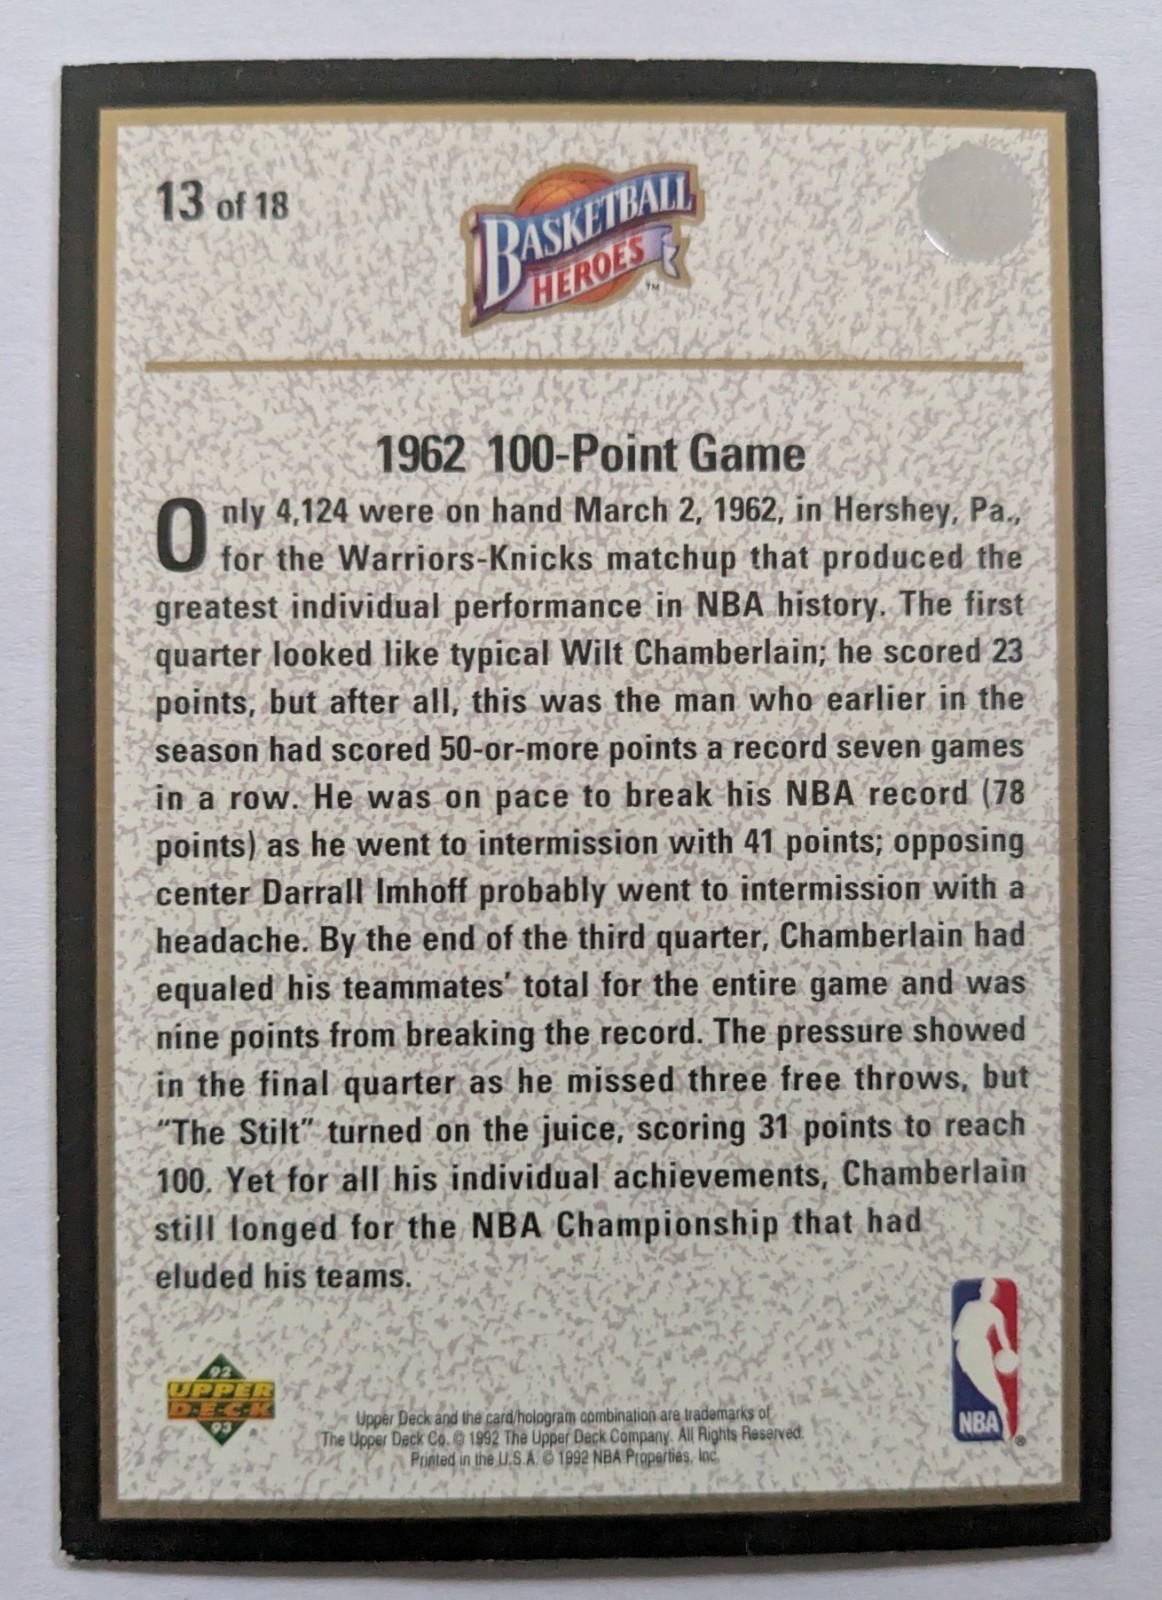 13 of 18
BASKETBALL
HEROES™
1962 100-Point Game
Only 4,124 were on hand March 2, 1962, in Hershey, Pa.,
for the Warriors-Knicks matchup that produced the
greatest individual performance in NBA history. The first
quarter looked like typical Wilt Chamberlain; he scored 23
points, but after all, this was the man who earlier in the
season had scored 50-or-more points a record seven games
in a row. He was on pace to break his NBA record (78
points) as he went to intermission with 41 points; opposing
center Darrall Imhoff probably went to intermission with a
headache. By the end of the third quarter, Chamberlain had
equaled his teammates' total for the entire game and was
nine points from breaking the record. The pressure showed
in the final quarter as he missed three free throws, but
“The Stilt” turned on the juice, scoring 31 points to reach
100. Yet for all his individual achievements, Chamberlain
still longed for the NBA Championship that had
eluded his teams.
92
UPPER
D·E·C·K
93
Upper Deck and the card/hologram combination are trademarks of
The Upper Deck Co. © 1992 The Upper Deck Company. All Rights Reserved.
Printed in the U.S.A. © 1992 NBA Properties, Inc.
NBA
®